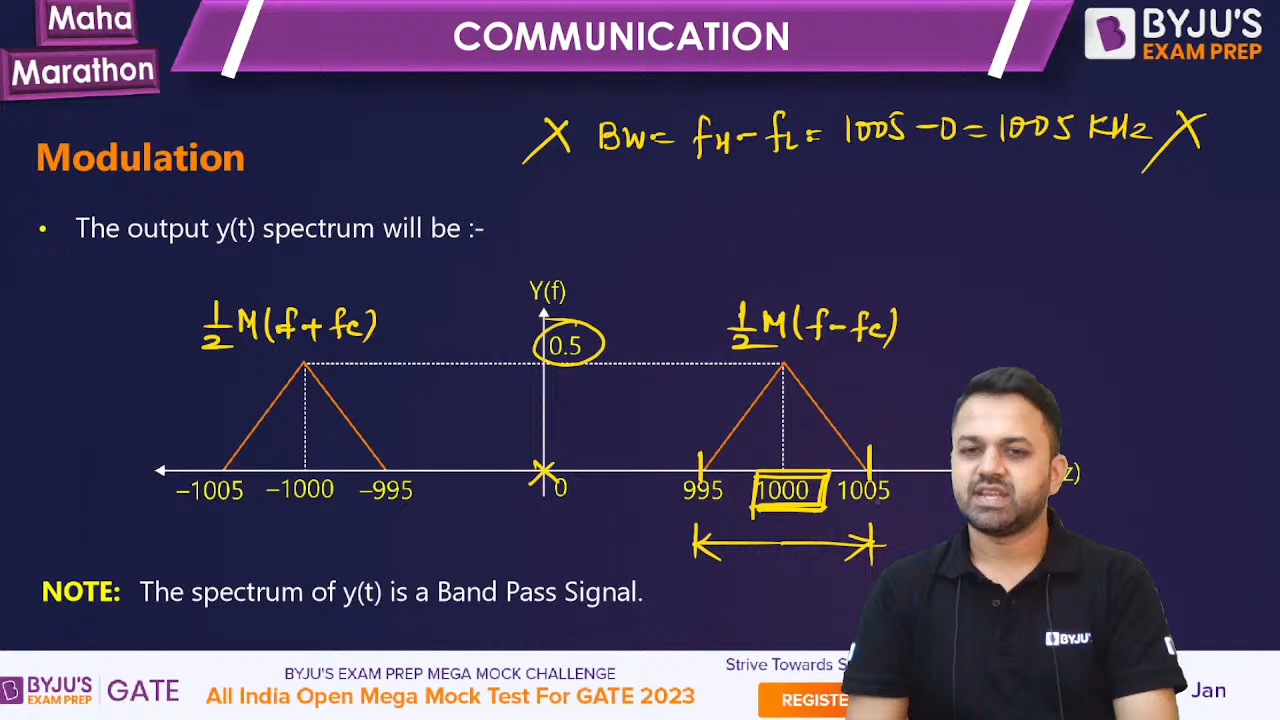 Maha
Marathon
COMMUNICATION
BYJU'S
EXAM PREP
X BW = fH - fL = 1005 - 0 = 1005 KHz X
Modulation
• The output y(t) spectrum will be :-
Y(f)
1/2 M(f + fc)
1/2 M(f - fc)
0.5
−1005 −1000 −995 0 995 1000 1005 z)
NOTE: The spectrum of y(t) is a Band Pass Signal.
BYJU'S
BYJU'S EXAM PREP MEGA MOCK CHALLENGE
Strive Towards
BYJU'S
EXAM PREP
GATE
All India Open Mega Mock Test For GATE 2023
REGISTE
Jan